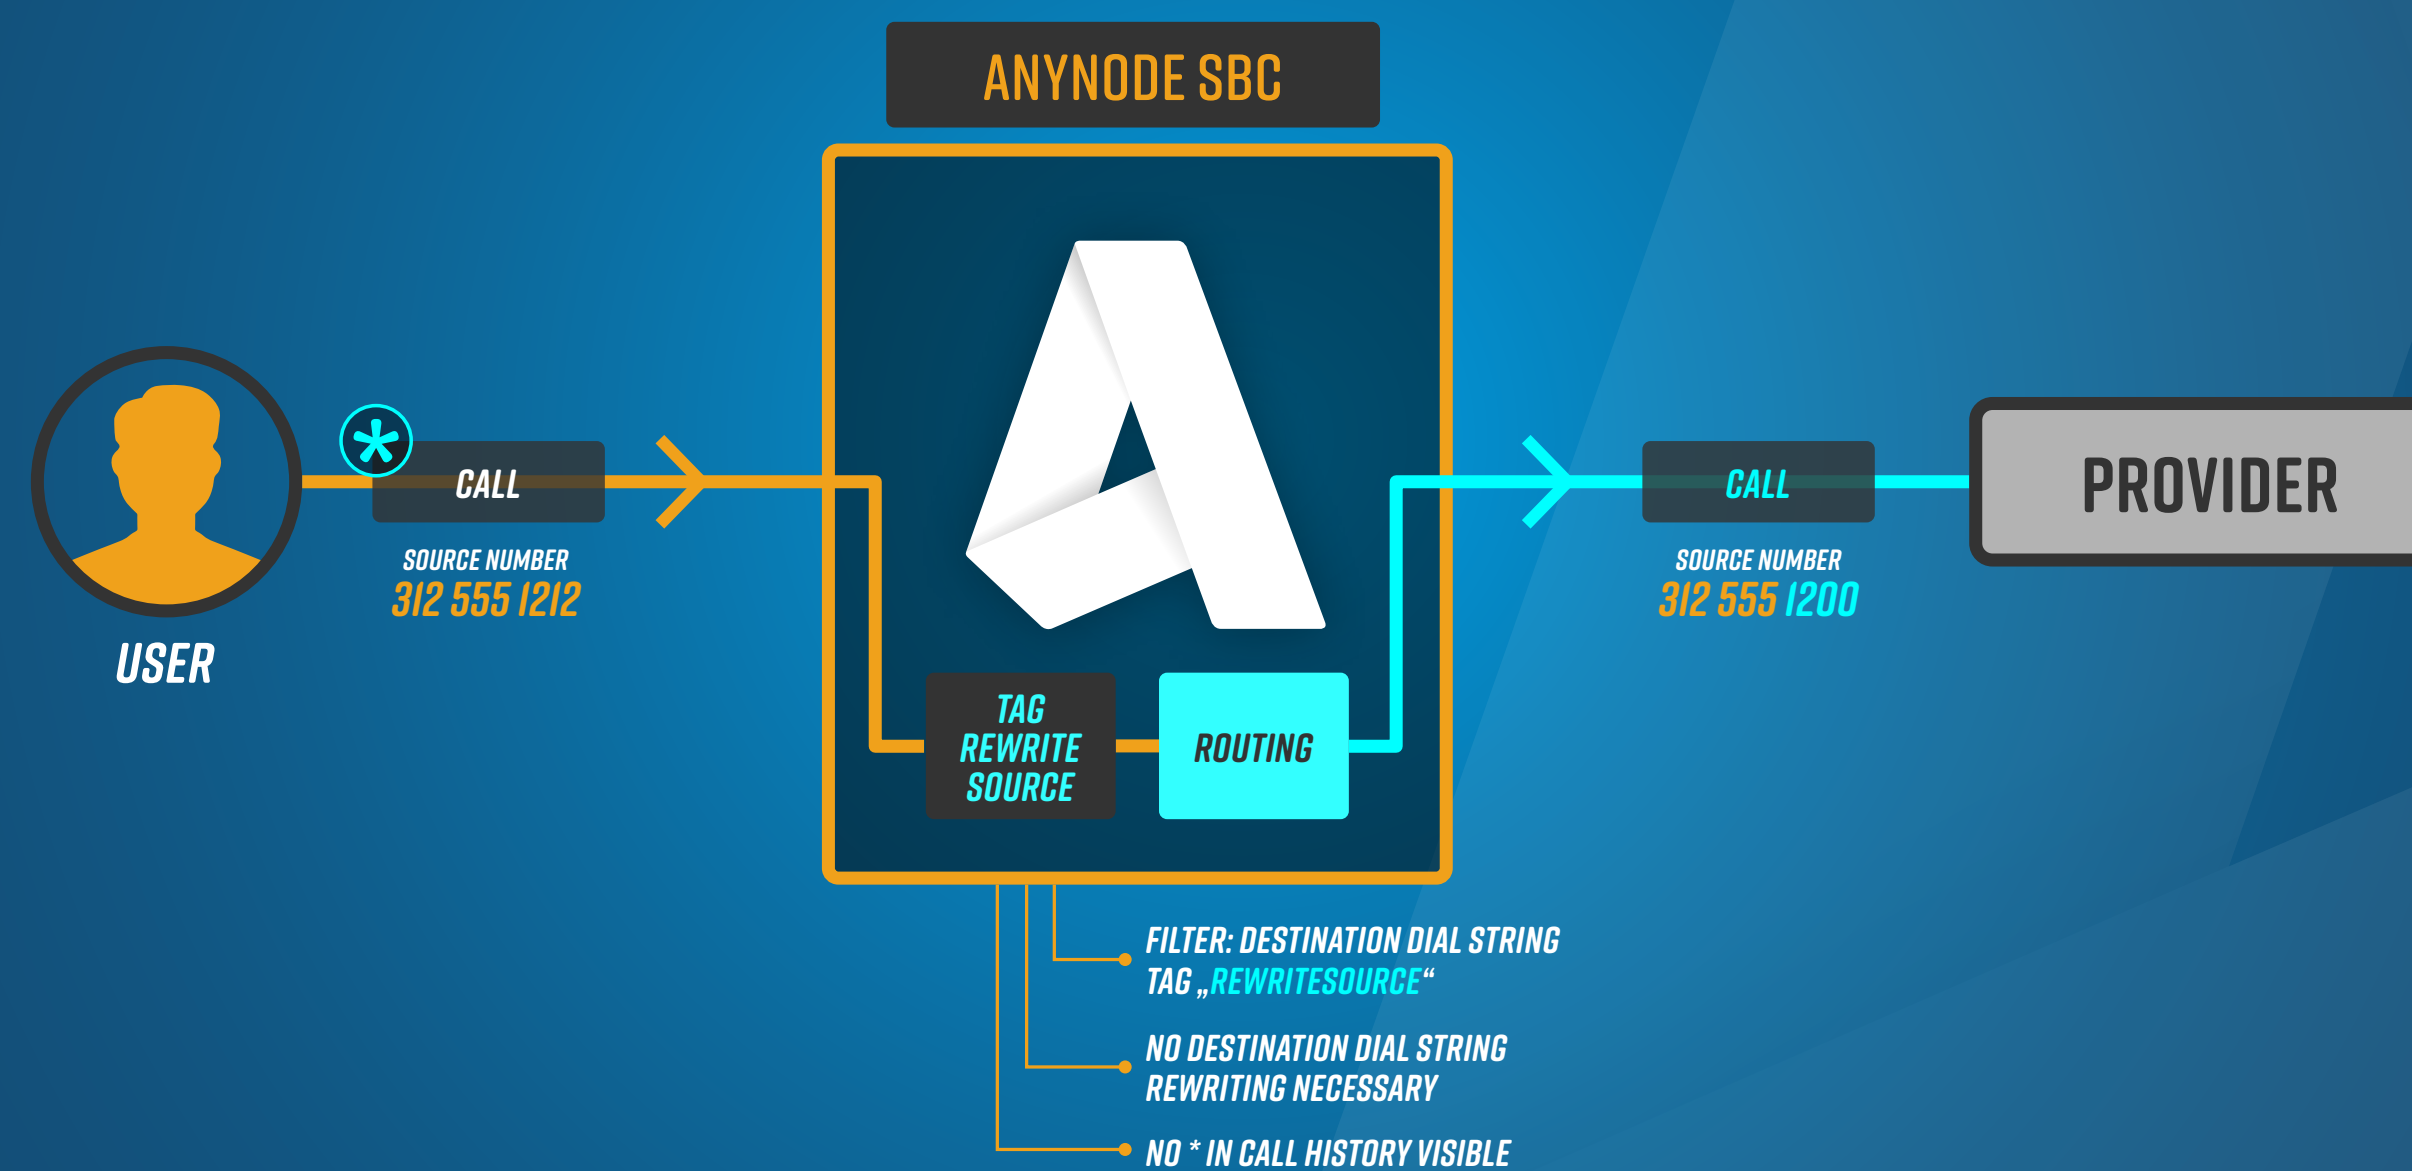 ANYNODE SBC
*
CALL
SOURCE NUMBER
312 555 1212
USER
TAG
REWRITE
SOURCE
ROUTING
CALL
SOURCE NUMBER
312 555 1200
PROVIDER
FILTER: DESTINATION DIAL STRING
TAG „REWRITESOURCE“
NO DESTINATION DIAL STRING
REWRITING NECESSARY
NO * IN CALL HISTORY VISIBLE